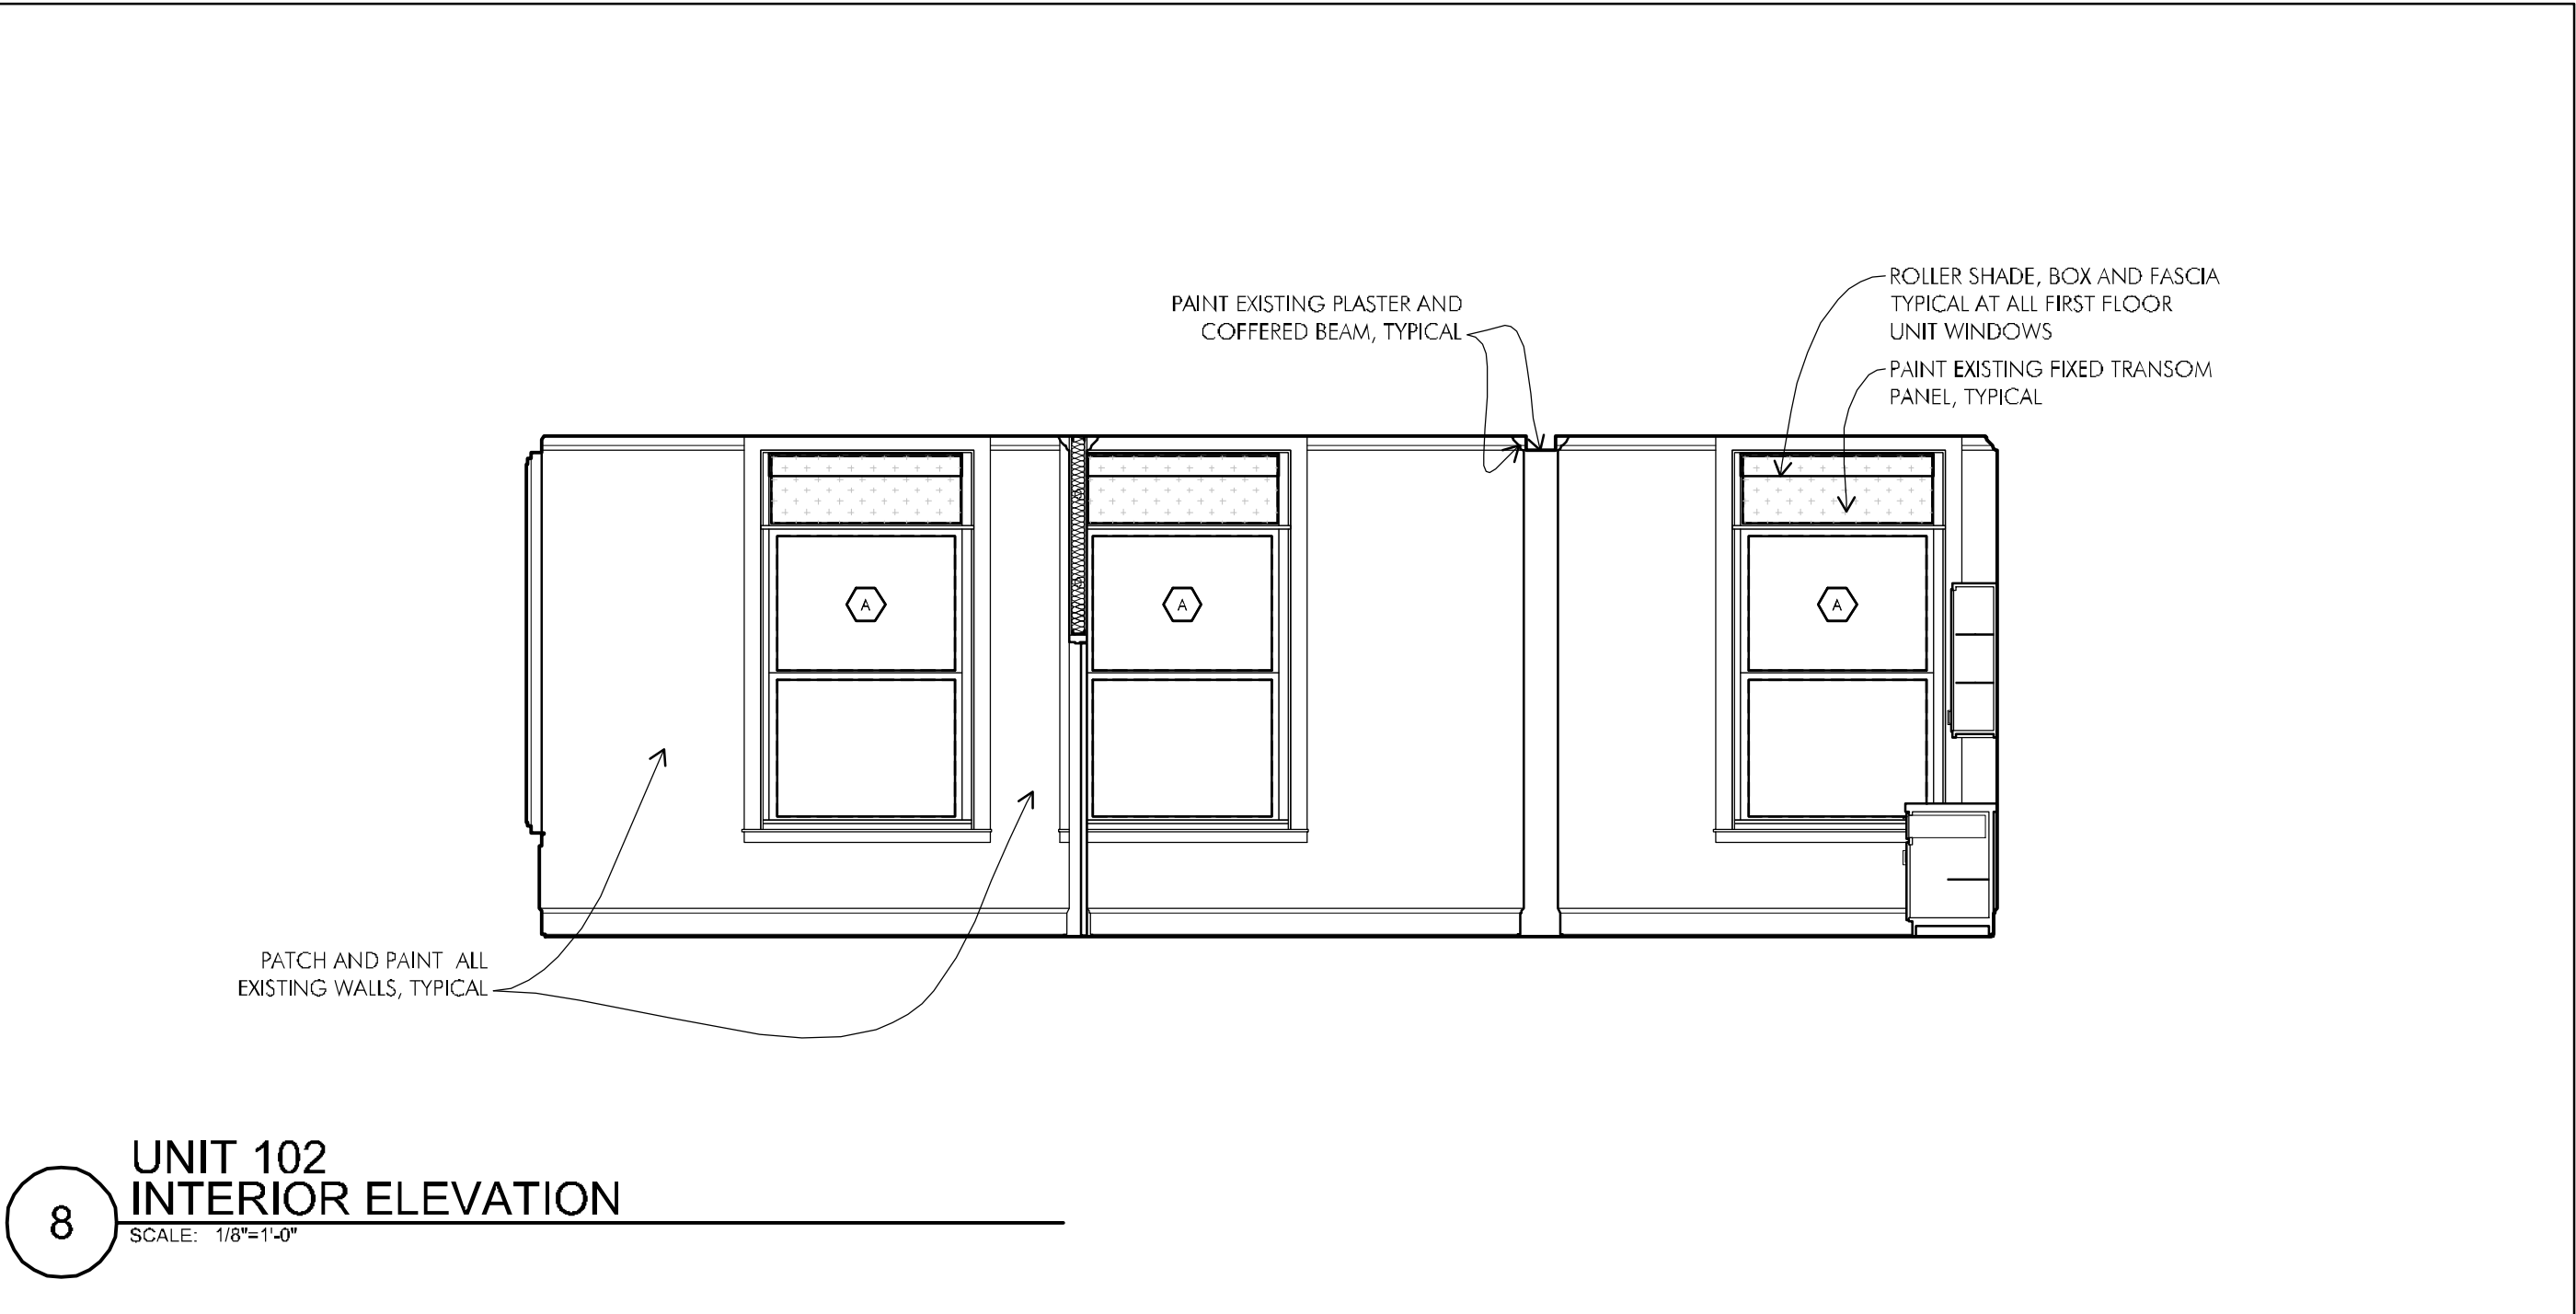 ROLLER SHADE, BOX AND FASCIA
TYPICAL AT ALL FIRST FLOOR
UNIT WINDOWS
PAINT EXISTING PLASTER AND
COFFERED BEAM, TYPICAL
PAINT EXISTING FIXED TRANSOM
PANEL, TYPICAL
A
A
A
PATCH AND PAINT ALL
EXISTING WALLS, TYPICAL
8
UNIT 102
INTERIOR ELEVATION
SCALE: 1/8"=1'-0"